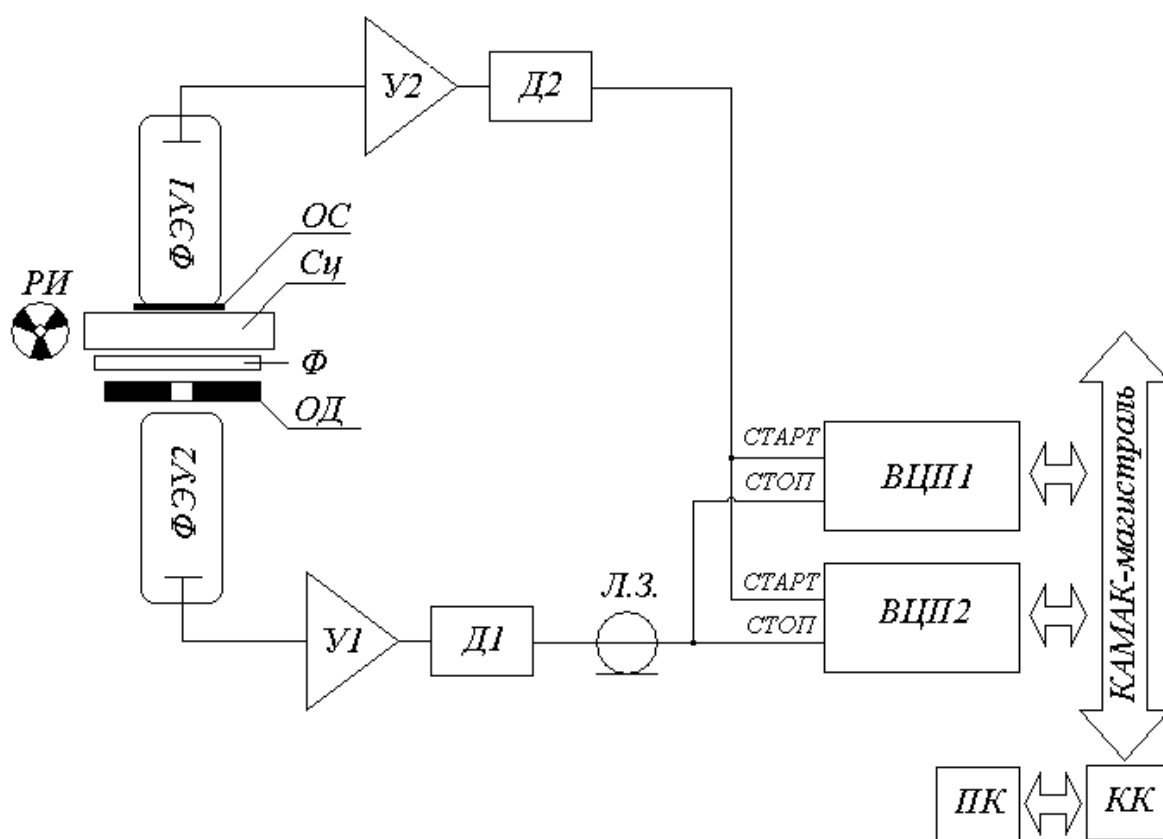 У2
Д2
ФЭУ1
ОС
Сц
РИ
Ф
ОД
ФЭУ2
СТАРТ
СТОП
ВЦП1
КАМАК-магистраль
Л.З.
СТАРТ
СТОП
ВЦП2
У1
Д1
ПК
КК